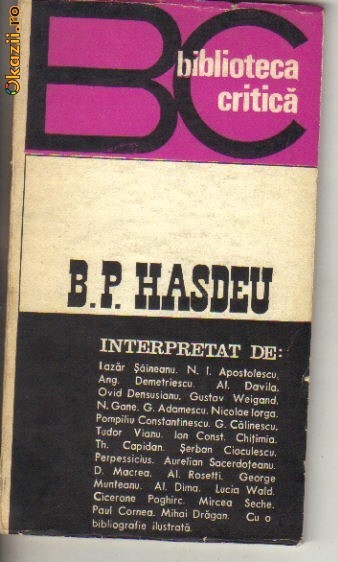 Okazii.ro
BC
biblioteca
critică
B.P. HASDEU
INTERPRETAT DE:
Lazăr Şăineanu. N. I. Apostolescu.
Ang. Demetriescu. Al. Davila.
Ovid Densusianu. Gustav Weigand.
N. Gane. G. Adamescu. Nicolae Iorga.
Pompiliu Constantinescu. G. Călinescu.
Tudor Vianu. Ion Const. Chiţimia.
Th. Capidan. Şerban Cioculescu.
Perpessicius. Aurelian Sacerdoţeanu.
D. Macrea. Al. Rosetti. George
Munteanu. Al. Dima. Lucia Wald.
Cicerone Poghirc. Mircea Seche.
Paul Cornea. Mihai Drăgan. Cu o
bibliografie ilustrată.